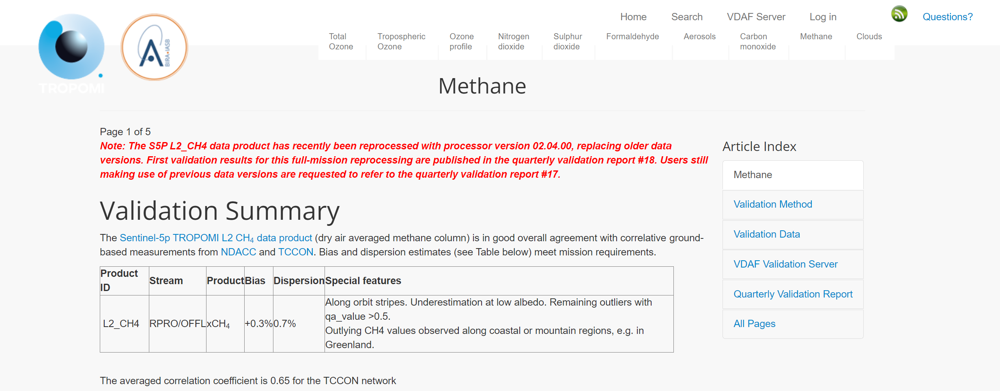 Home Search VDAF Server Log in Questions?
Total Ozone Tropospheric Ozone Ozone profile Nitrogen dioxide Sulphur dioxide Formaldehyde Aerosols Carbon monoxide Methane Clouds
TROPOMI
BIRA•IASB
Methane
Page 1 of 5
Note: The S5P L2_CH4 data product has recently been reprocessed with processor version 02.04.00, replacing older data
versions. First validation results for this full-mission reprocessing are published in the quarterly validation report #18. Users still
making use of previous data versions are requested to refer to the quarterly validation report #17.
Validation Summary
The Sentinel-5p TROPOMI L2 CH₄ data product (dry air averaged methane column) is in good overall agreement with correlative ground-
based measurements from NDACC and TCCON. Bias and dispersion estimates (see Table below) meet mission requirements.
Product ID Stream Product Bias Dispersion Special features
L2_CH4 RPRO/OFFL xCH₄ +0.3% 0.7% Along orbit stripes. Underestimation at low albedo. Remaining outliers with
qa_value >0.5.
Outlying CH4 values observed along coastal or mountain regions, e.g. in
Greenland.
The averaged correlation coefficient is 0.65 for the TCCON network
Article Index
Methane
Validation Method
Validation Data
VDAF Validation Server
Quarterly Validation Report
All Pages